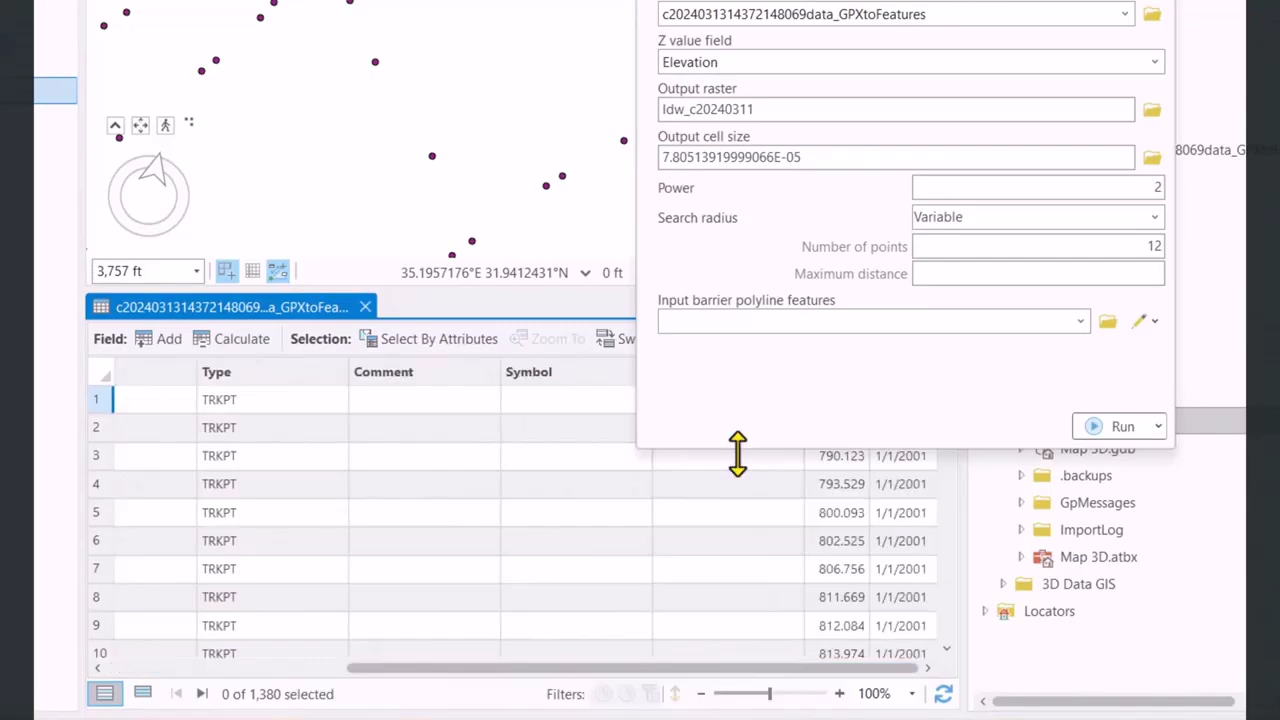 c2024031314372148069data_GPXtoFeatures
Z value field
Elevation
Output raster
Idw_c20240311
Output cell size
7.80513919999066E-05
Power
2
Search radius
Variable
Number of points
12
Maximum distance
Input barrier polyline features
Run
3,757 ft
35.1957176°E 31.9412431°N
0 ft
c20240313143721​48069...a_GPXtoFea...
Field:
Add
Calculate
Selection:
Select By Attributes
Zoom To
Sw
Type
Comment
Symbol
1 TRKPT
2 TRKPT
3 TRKPT 790.123 1/1/2001
4 TRKPT 793.529 1/1/2001
5 TRKPT 800.093 1/1/2001
6 TRKPT 802.525 1/1/2001
7 TRKPT 806.756 1/1/2001
8 TRKPT 811.669 1/1/2001
9 TRKPT 812.084 1/1/2001
10 TRKPT 813.974 1/1/2001
0 of 1,380 selected
Filters:
100%
Map 3D.gdb
.backups
GpMessages
ImportLog
Map 3D.atbx
3D Data GIS
Locators